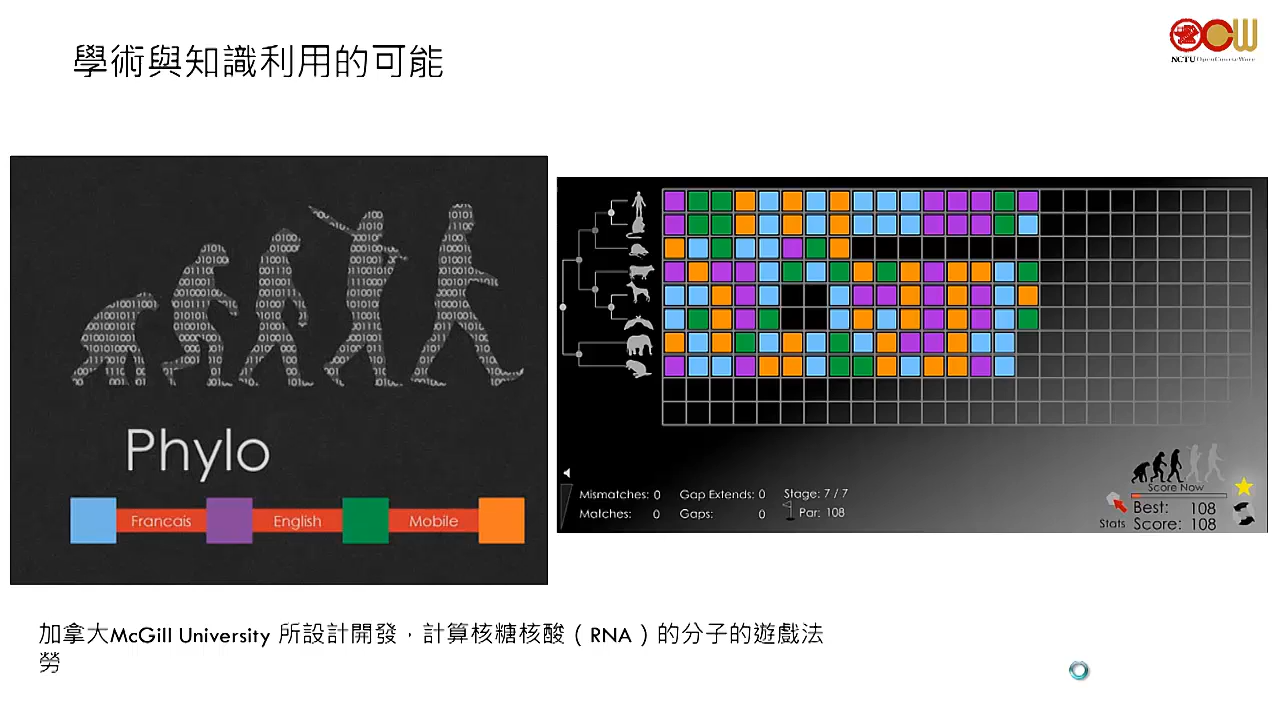 學術與知識利用的可能
NCTU OpenCourseWare
Phylo
Francais English Mobile
Mismatches: 0 Gap Extends: 0 Stage: 7 / 7
Matches: 0 Gaps: 0 Par: 108
Score Now
Best: 108
Stats Score: 108
加拿大McGill University 所設計開發，計算核糖核酸（RNA）的分子的遊戲法
勞